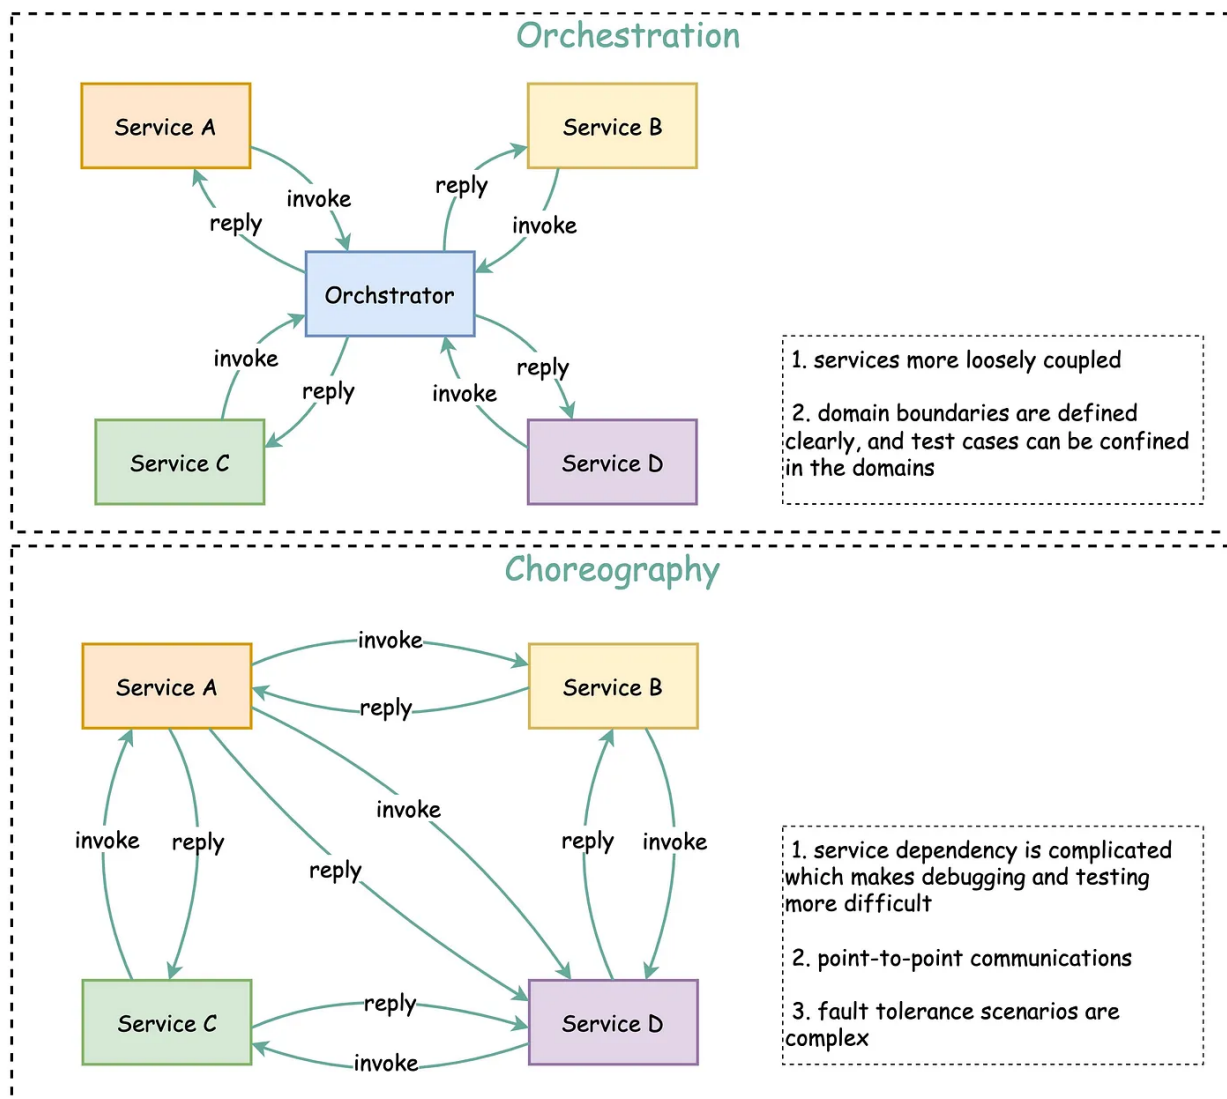 Orchestration
Service A
Service B
invoke
reply
reply
invoke
Orchstrator
invoke
reply
reply
invoke
Service C
Service D
1. services more loosely coupled
2. domain boundaries are defined
clearly, and test cases can be confined
in the domains
Choreography
Service A
Service B
invoke
reply
invoke
reply
invoke
reply
reply
invoke
Service C
Service D
reply
invoke
1. service dependency is complicated
which makes debugging and testing
more difficult
2. point-to-point communications
3. fault tolerance scenarios are
complex